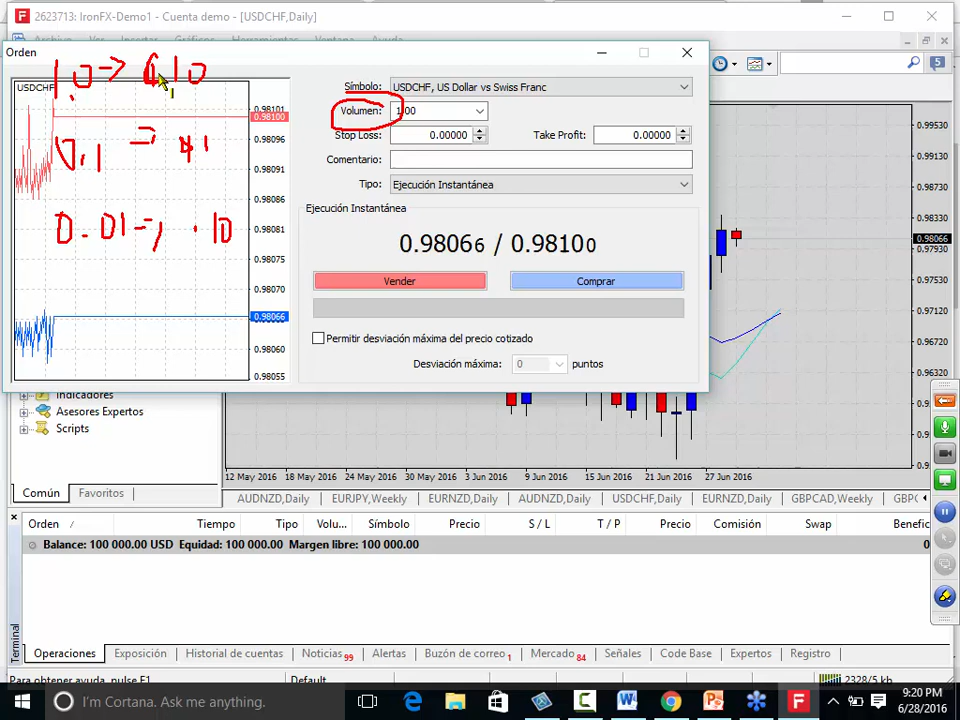 2623713: IronFX-Demo1 - Cuenta demo - [USDCHF,Daily]
Orden
1.0 -> $10
0.1 => $1
0.01 => .10
USDCHF
0.98101
0.98100
0.98096
0.98091
0.98086
0.98081
0.98075
0.98070
0.98066
0.98060
0.98055
Símbolo: USDCHF, US Dollar vs Swiss Franc
Volumen: 1.00
Stop Loss: 0.00000 Take Profit: 0.00000
Comentario:
Tipo: Ejecución Instantánea
Ejecución Instantánea
0.98066 / 0.98100
Vender Comprar
Permitir desviación máxima del precio cotizado
Desviación máxima: 0 puntos
5
0.99530
0.99130
0.98730
0.98330
0.98066
0.97930
0.97530
0.97120
0.96720
0.96320
Indicadores
Asesores Expertos
Scripts
Común Favoritos
12 May 2016 18 May 2016 24 May 2016 30 May 2016 3 Jun 2016 9 Jun 2016 15 Jun 2016 21 Jun 2016 27 Jun 2016
AUDNZD,Daily EURJPY,Weekly EURNZD,Daily AUDNZD,Daily USDCHF,Daily EURNZD,Daily GBPCAD,Weekly GBPC
Orden Tiempo Tipo Volu... Símbolo Precio S / L T / P Precio Comisión Swap Benefic
Balance: 100 000.00 USD Equidad: 100 000.00 Margen libre: 100 000.00 0
Terminal
Operaciones Exposición Historial de cuentas Noticias 99 Alertas Buzón de correo 1 Mercado 84 Señales Code Base Expertos Registro
Para obtener ayuda, pulse F1 Default 2328/5 kb
I'm Cortana. Ask me anything.
9:20 PM
6/28/2016